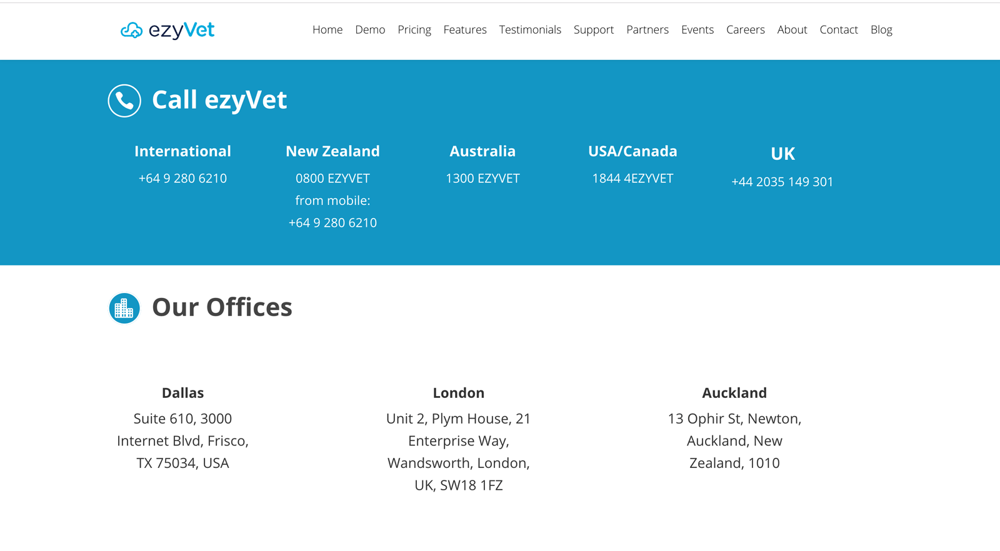 ezyVet
Home Demo Pricing Features Testimonials Support Partners Events Careers About Contact Blog
Call ezyVet
International
+64 9 280 6210
New Zealand
0800 EZYVET
from mobile:
+64 9 280 6210
Australia
1300 EZYVET
USA/Canada
1844 4EZYVET
UK
+44 2035 149 301
Our Offices
Dallas
Suite 610, 3000
Internet Blvd, Frisco,
TX 75034, USA
London
Unit 2, Plym House, 21
Enterprise Way,
Wandsworth, London,
UK, SW18 1FZ
Auckland
13 Ophir St, Newton,
Auckland, New
Zealand, 1010